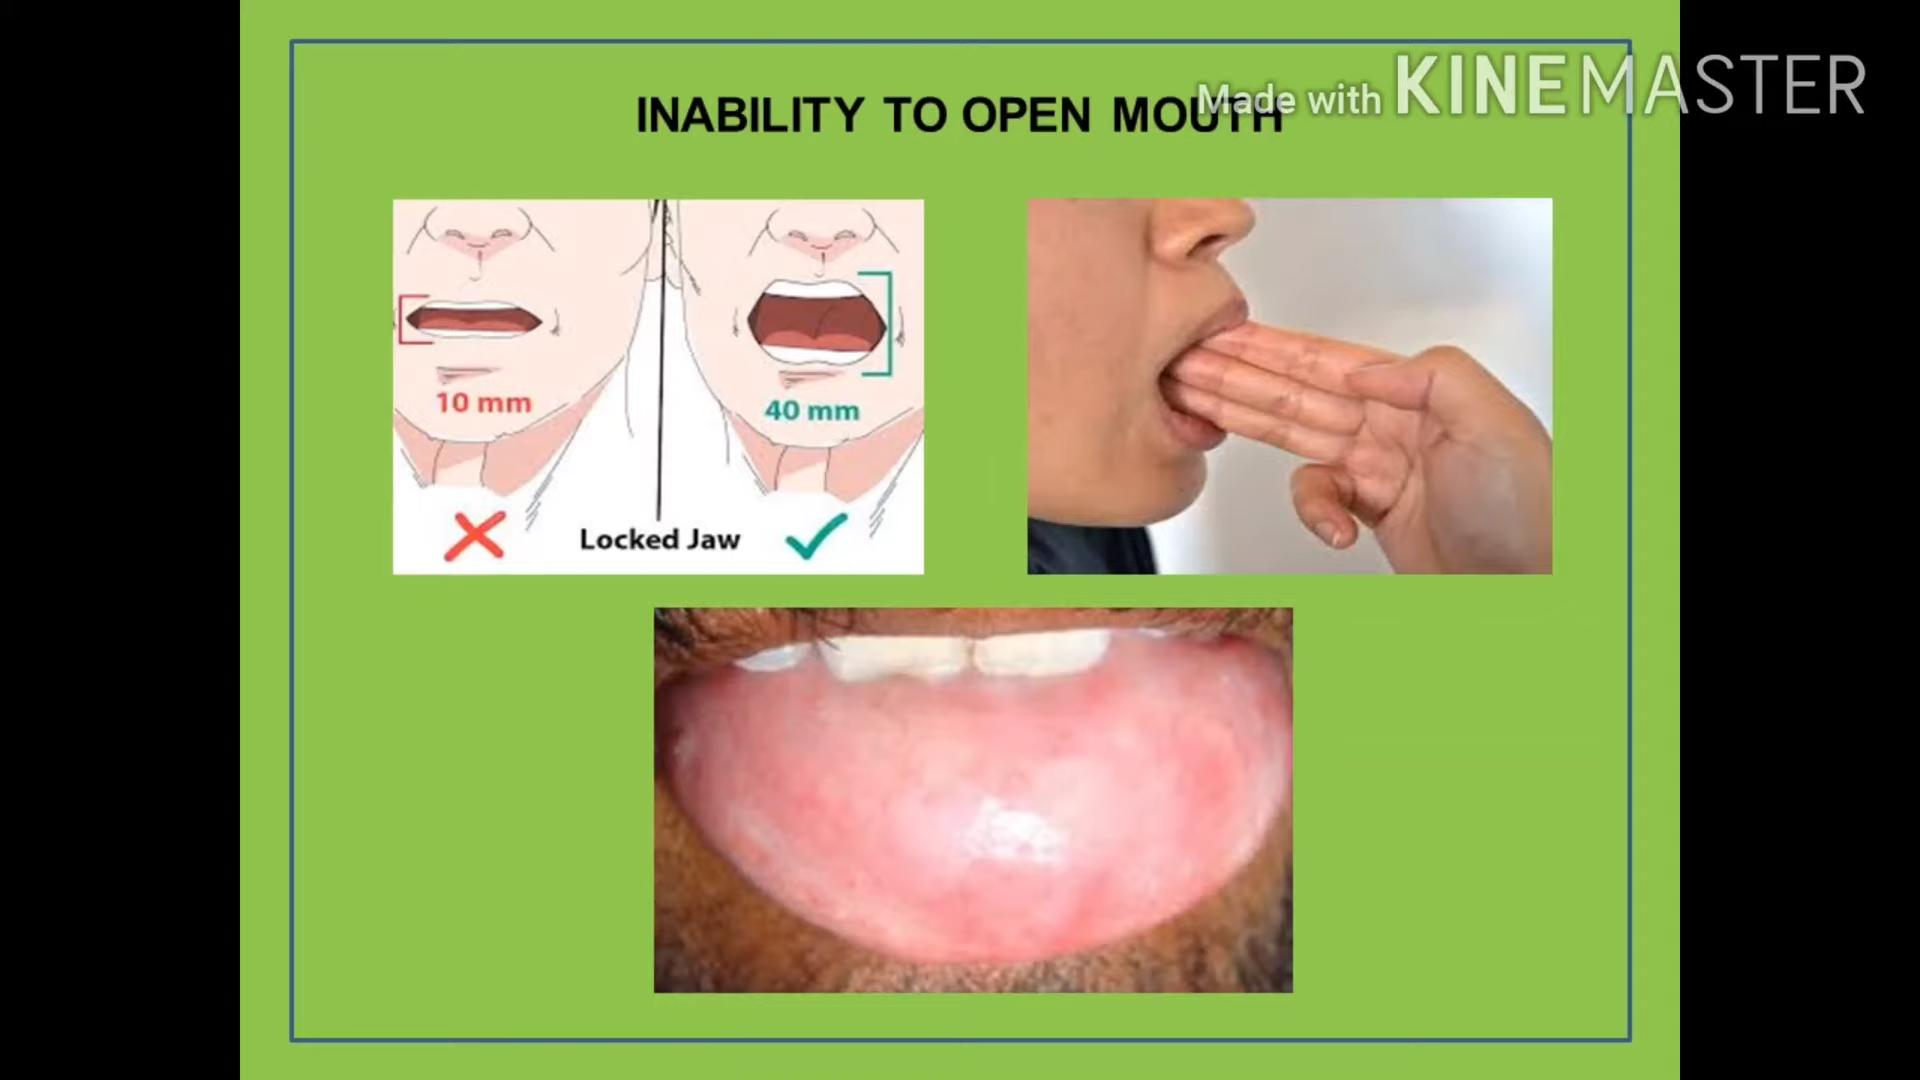 Made with KINEMASTER
INABILITY TO OPEN MOUTH
10 mm
40 mm
Locked Jaw